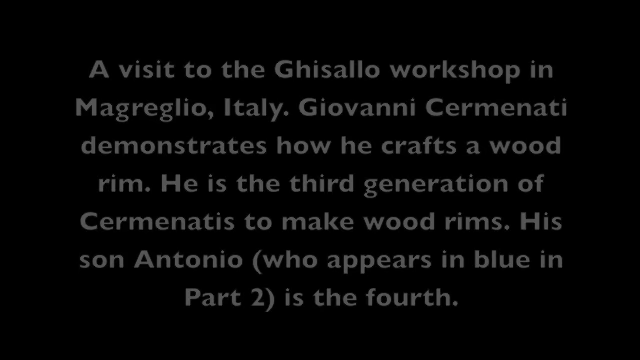 A visit to the Ghisallo workshop in
Magreglio, Italy. Giovanni Cermenati
demonstrates how he crafts a wood
rim. He is the third generation of
Cermenatis to make wood rims. His
son Antonio (who appears in blue in
Part 2) is the fourth.